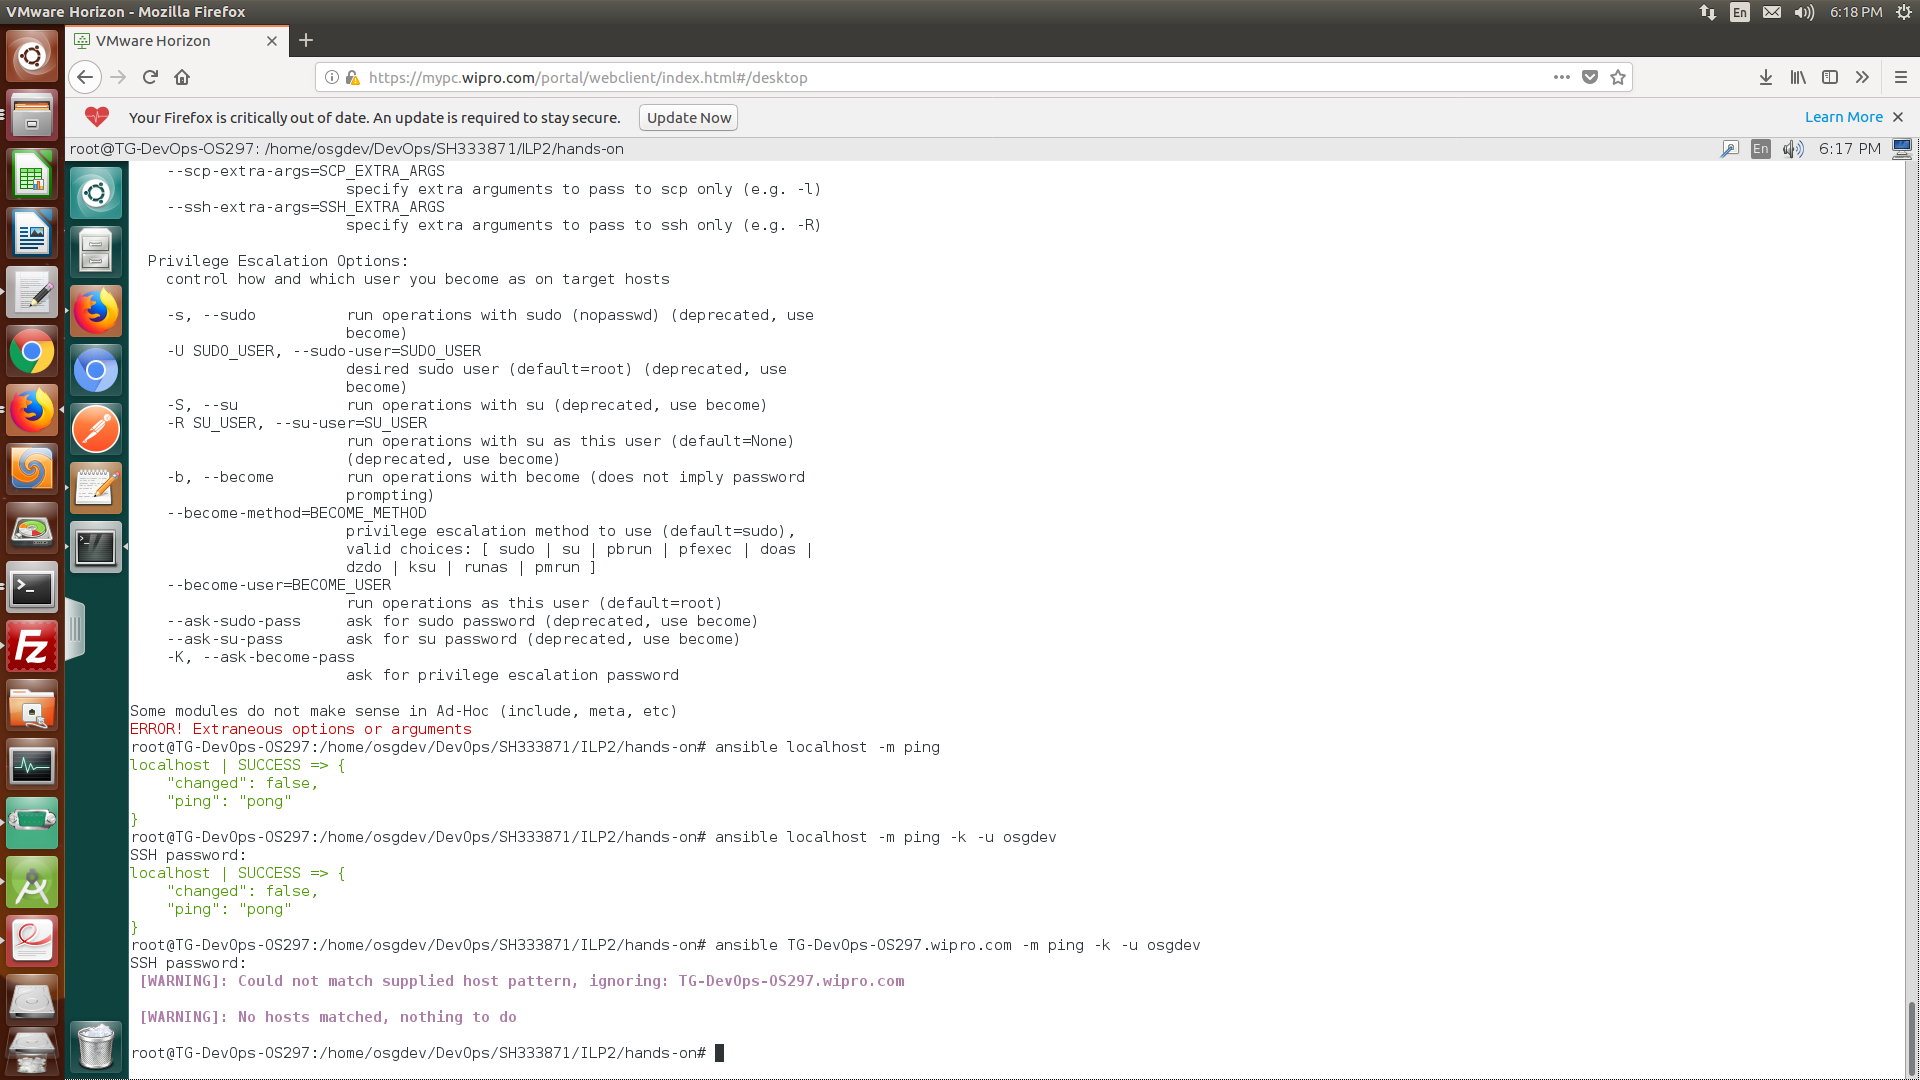 VMware Horizon - Mozilla Firefox
En
6:18 PM
VMware Horizon
https://mypc.wipro.com/portal/webclient/index.html#/desktop
Your Firefox is critically out of date. An update is required to stay secure.
Update Now
Learn More
root@TG-DevOps-OS297: /home/osgdev/DevOps/SH333871/ILP2/hands-on
En
6:17 PM
--scp-extra-args=SCP_EXTRA_ARGS
specify extra arguments to pass to scp only (e.g. -l)
--ssh-extra-args=SSH_EXTRA_ARGS
specify extra arguments to pass to ssh only (e.g. -R)
Privilege Escalation Options:
control how and which user you become as on target hosts
-s, --sudo run operations with sudo (nopasswd) (deprecated, use
become)
-U SUDO_USER, --sudo-user=SUDO_USER
desired sudo user (default=root) (deprecated, use
become)
-S, --su run operations with su (deprecated, use become)
-R SU_USER, --su-user=SU_USER
run operations with su as this user (default=None)
(deprecated, use become)
-b, --become run operations with become (does not imply password
prompting)
--become-method=BECOME_METHOD
privilege escalation method to use (default=sudo),
valid choices: [ sudo | su | pbrun | pfexec | doas |
dzdo | ksu | runas | pmrun ]
--become-user=BECOME_USER
run operations as this user (default=root)
--ask-sudo-pass ask for sudo password (deprecated, use become)
--ask-su-pass ask for su password (deprecated, use become)
-K, --ask-become-pass
ask for privilege escalation password
Some modules do not make sense in Ad-Hoc (include, meta, etc)
ERROR! Extraneous options or arguments
root@TG-DevOps-OS297:/home/osgdev/DevOps/SH333871/ILP2/hands-on# ansible localhost -m ping
localhost | SUCCESS => {
"changed": false,
"ping": "pong"
}
root@TG-DevOps-OS297:/home/osgdev/DevOps/SH333871/ILP2/hands-on# ansible localhost -m ping -k -u osgdev
SSH password:
localhost | SUCCESS => {
"changed": false,
"ping": "pong"
}
root@TG-DevOps-OS297:/home/osgdev/DevOps/SH333871/ILP2/hands-on# ansible TG-DevOps-OS297.wipro.com -m ping -k -u osgdev
SSH password:
[WARNING]: Could not match supplied host pattern, ignoring: TG-DevOps-OS297.wipro.com
[WARNING]: No hosts matched, nothing to do
root@TG-DevOps-OS297:/home/osgdev/DevOps/SH333871/ILP2/hands-on#